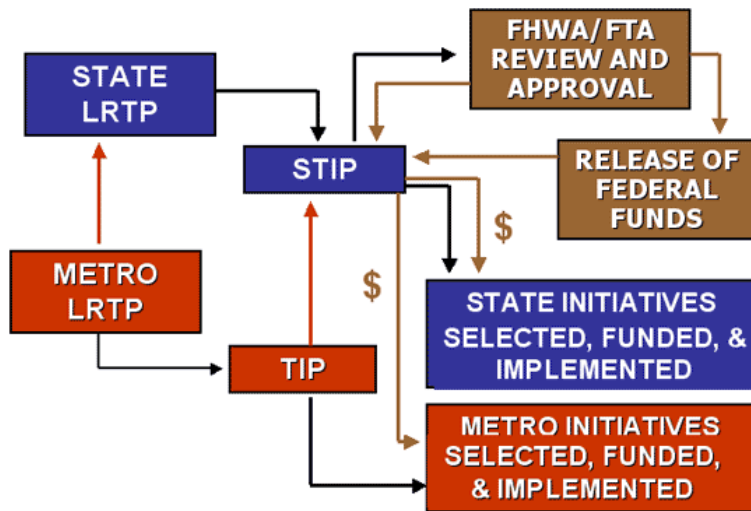 FHWA/FTA
REVIEW AND
APPROVAL
STATE
LRTP
STIP
RELEASE OF
FEDERAL
FUNDS
$
METRO
LRTP
$
STATE INITIATIVES
SELECTED, FUNDED, &
IMPLEMENTED
TIP
METRO INITIATIVES
SELECTED, FUNDED,
& IMPLEMENTED